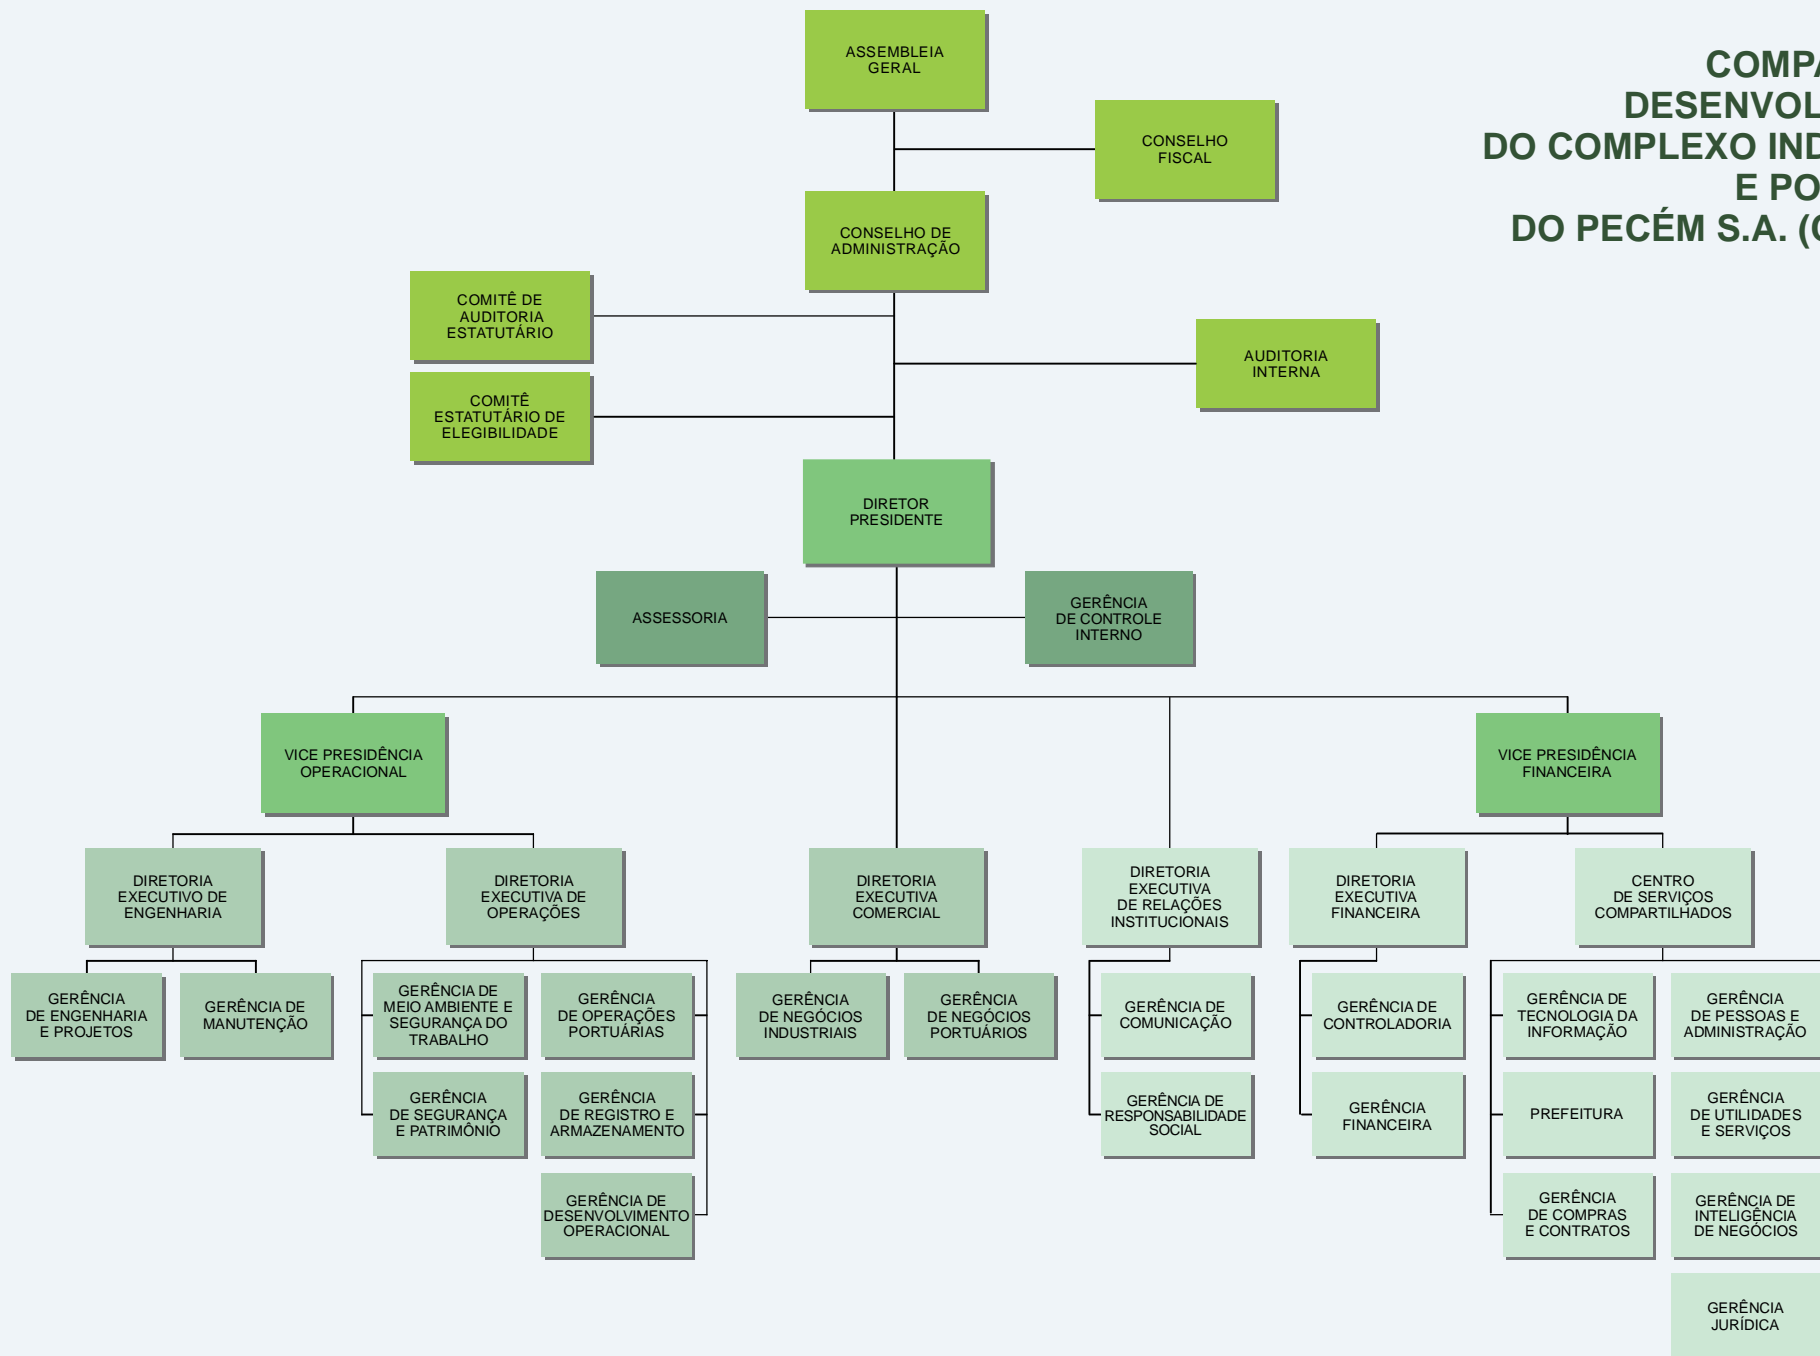 ASSEMBLEIA
GERAL
COMPA
DESENVOL
DO COMPLEXO IND
E PO
DO PECÉM S.A. (
CONSELHO
FISCAL
CONSELHO DE
ADMINISTRAÇÃO
COMITÊ DE
AUDITORIA
ESTATUTÁRIO
AUDITORIA
INTERNA
COMITÊ
ESTATUTÁRIO DE
ELEGIBILIDADE
DIRETOR
PRESIDENTE
ASSESSORIA
GERÊNCIA
DE CONTROLE
INTERNO
VICE PRESIDÊNCIA
OPERACIONAL
VICE PRESIDÊNCIA
FINANCEIRA
DIRETORIA
EXECUTIVO DE
ENGENHARIA
DIRETORIA
EXECUTIVA DE
OPERAÇÕES
DIRETORIA
EXECUTIVA
COMERCIAL
DIRETORIA
EXECUTIVA
DE RELAÇÕES
INSTITUCIONAIS
DIRETORIA
EXECUTIVA
FINANCEIRA
CENTRO
DE SERVIÇOS
COMPARTILHADOS
GERÊNCIA
DE ENGENHARIA
E PROJETOS
GERÊNCIA DE
MANUTENÇÃO
GERÊNCIA DE
MEIO AMBIENTE E
SEGURANÇA DO
TRABALHO
GERÊNCIA
DE OPERAÇÕES
PORTUÁRIAS
GERÊNCIA
DE NEGÓCIOS
INDUSTRIAIS
GERÊNCIA
DE NEGÓCIOS
PORTUÁRIOS
GERÊNCIA DE
COMUNICAÇÃO
GERÊNCIA DE
CONTROLADORIA
GERÊNCIA DE
TECNOLOGIA DA
INFORMAÇÃO
GERÊNCIA
DE PESSOAS E
ADMINISTRAÇÃO
GERÊNCIA
DE SEGURANÇA
E PATRIMÔNIO
GERÊNCIA
DE REGISTRO E
ARMAZENAMENTO
GERÊNCIA DE
RESPONSABILIDADE
SOCIAL
GERÊNCIA
FINANCEIRA
PREFEITURA
GERÊNCIA
DE UTILIDADES
E SERVIÇOS
GERÊNCIA DE
DESENVOLVIMENTO
OPERACIONAL
GERÊNCIA
DE COMPRAS
E CONTRATOS
GERÊNCIA DE
INTELIGÊNCIA
DE NEGÓCIOS
GERÊNCIA
JURÍDICA